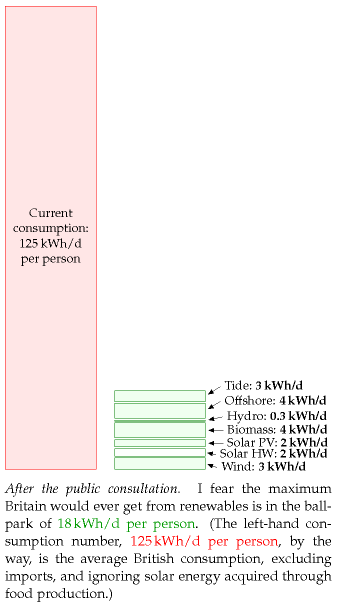 Current
consumption:
125 kWh/d
per person
Tide: 3 kWh/d
Offshore: 4 kWh/d
Hydro: 0.3 kWh/d
Biomass: 4 kWh/d
Solar PV: 2 kWh/d
Solar HW: 2 kWh/d
Wind: 3 kWh/d
After the public consultation. I fear the maximum
Britain would ever get from renewables is in the ball-
park of 18 kWh/d per person. (The left-hand con-
sumption number, 125 kWh/d per person, by the
way, is the average British consumption, excluding
imports, and ignoring solar energy acquired through
food production.)